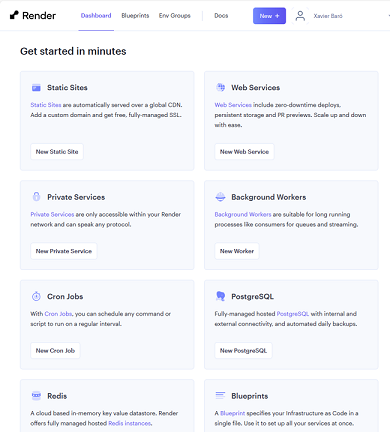 Render
Dashboard
Blueprints
Env Groups
Docs
New +
Xavier Baró
Get started in minutes
Static Sites
Static Sites are automatically served over a global CDN.
Add a custom domain and get free, fully-managed SSL.
New Static Site
Web Services
Web Services include zero-downtime deploys,
persistent storage and PR previews. Scale up and down
with ease.
New Web Service
Private Services
Private Services are only accessible within your Render
network and can speak any protocol.
New Private Service
Background Workers
Background Workers are suitable for long running
processes like consumers for queues and streaming.
New Worker
Cron Jobs
With Cron Jobs, you can schedule any command or
script to run on a regular interval.
New Cron Job
PostgreSQL
Fully-managed hosted PostgreSQL with internal and
external connectivity, and automated daily backups.
New PostgreSQL
Redis
A cloud based in-memory key value datastore. Render
offers fully managed hosted Redis instances.
Blueprints
A Blueprint specifies your Infrastructure as Code in a
single file. Use it to set up all your services at once.